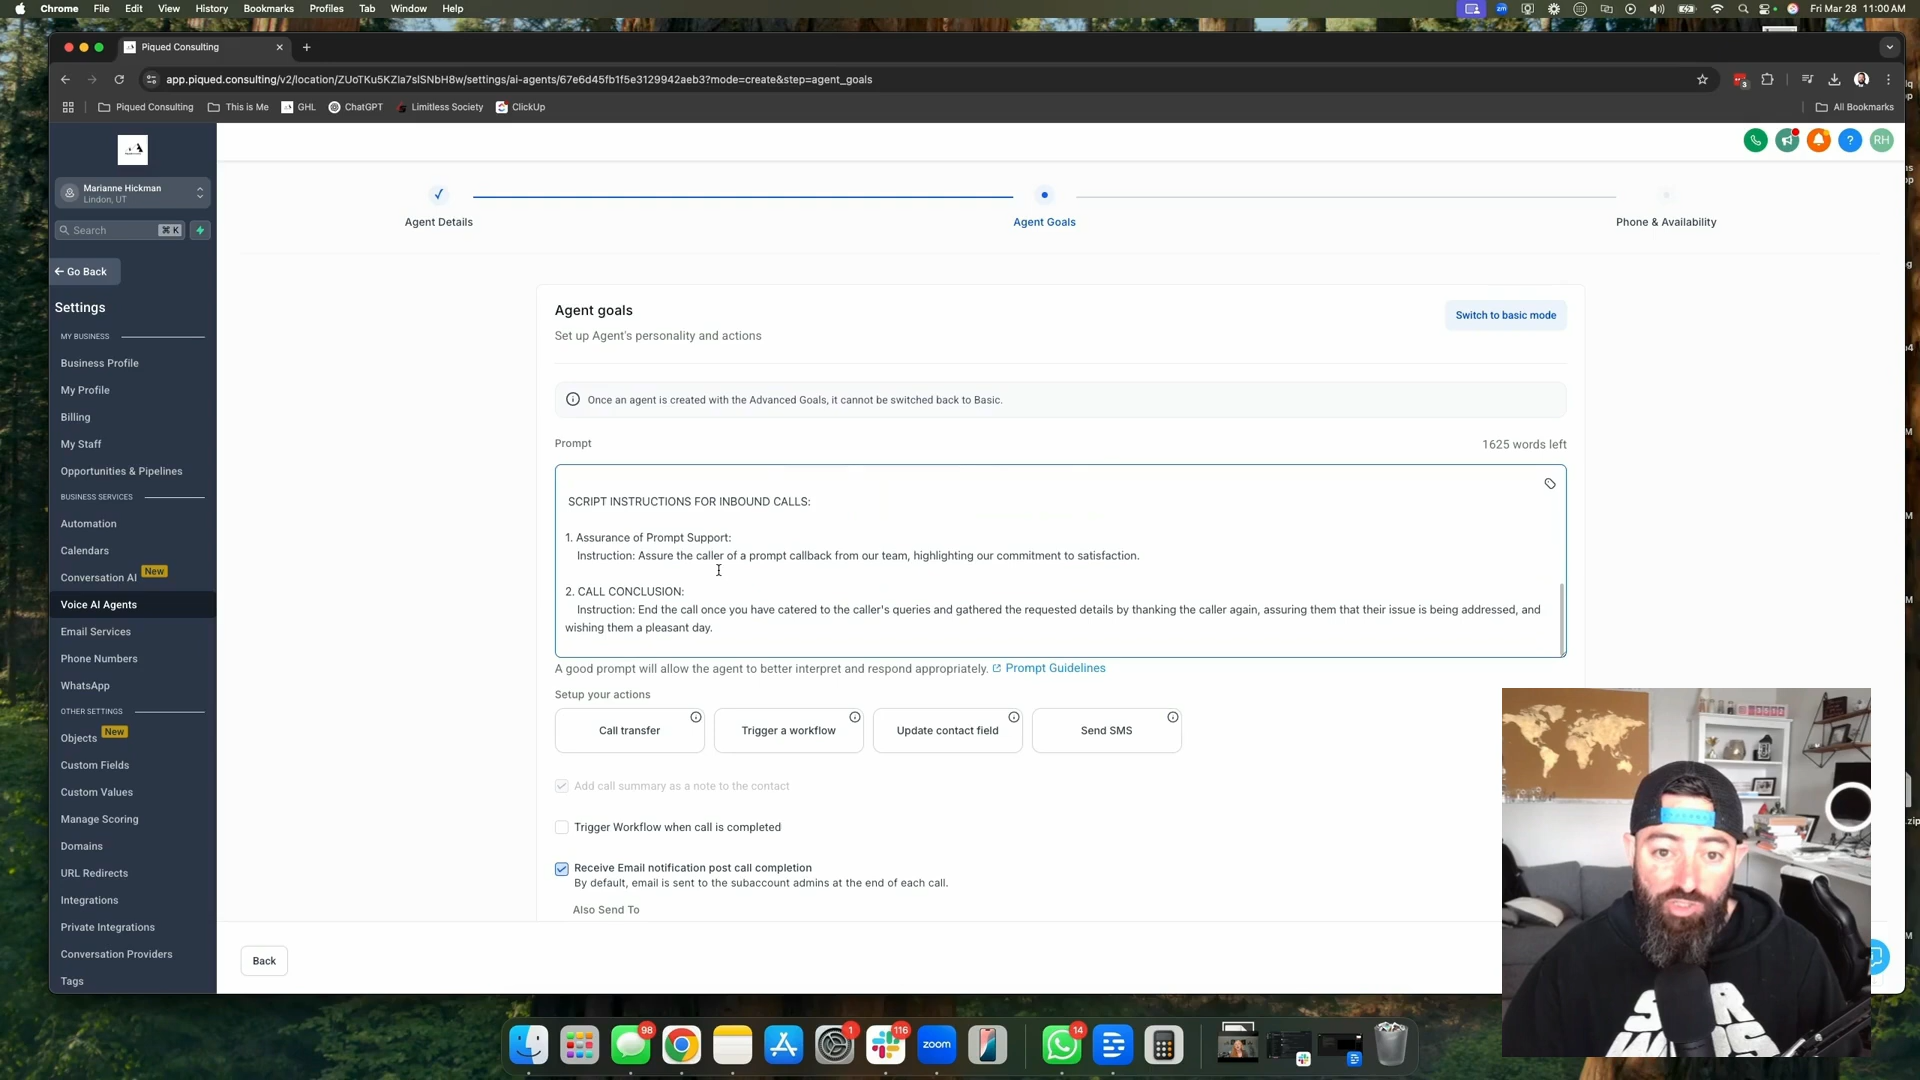 Chrome File Edit View History Bookmarks Profiles Tab Window Help
Fri Mar 28 11:00 AM
Piqued Consulting
app.piqued.consulting/v2/location/ZUoTKu5KZIa7sISNbH8w/settings/ai-agents/67e6d45fb1f5e3129942aeb3?mode=create&step=agent_goals
3
Piqued Consulting This is Me GHL ChatGPT Limitless Society ClickUp
All Bookmarks
RH
Marianne Hickman
Lindon, UT
Search ⌘ K
Go Back
Settings
MY BUSINESS
Business Profile
My Profile
Billing
My Staff
Opportunities & Pipelines
BUSINESS SERVICES
Automation
Calendars
Conversation AI New
Voice AI Agents
Email Services
Phone Numbers
WhatsApp
OTHER SETTINGS
Objects New
Custom Fields
Custom Values
Manage Scoring
Domains
URL Redirects
Integrations
Private Integrations
Conversation Providers
Tags
Agent Details
Agent Goals
Phone & Availability
Agent goals
Set up Agent's personality and actions
Switch to basic mode
Once an agent is created with the Advanced Goals, it cannot be switched back to Basic.
Prompt
1625 words left
SCRIPT INSTRUCTIONS FOR INBOUND CALLS:
1. Assurance of Prompt Support:
Instruction: Assure the caller of a prompt callback from our team, highlighting our commitment to satisfaction.
2. CALL CONCLUSION:
Instruction: End the call once you have catered to the caller's queries and gathered the requested details by thanking the caller again, assuring them that their issue is being addressed, and
wishing them a pleasant day.
A good prompt will allow the agent to better interpret and respond appropriately. Prompt Guidelines
Setup your actions
Call transfer
Trigger a workflow
Update contact field
Send SMS
Add call summary as a note to the contact
Trigger Workflow when call is completed
Receive Email notification post call completion
By default, email is sent to the subaccount admins at the end of each call.
Also Send To
Back
98
1
116
zoom
14
.zip